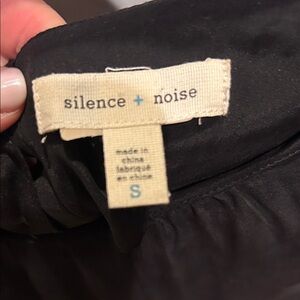 silence + noise
made in
china
fabriqué
en chine
S